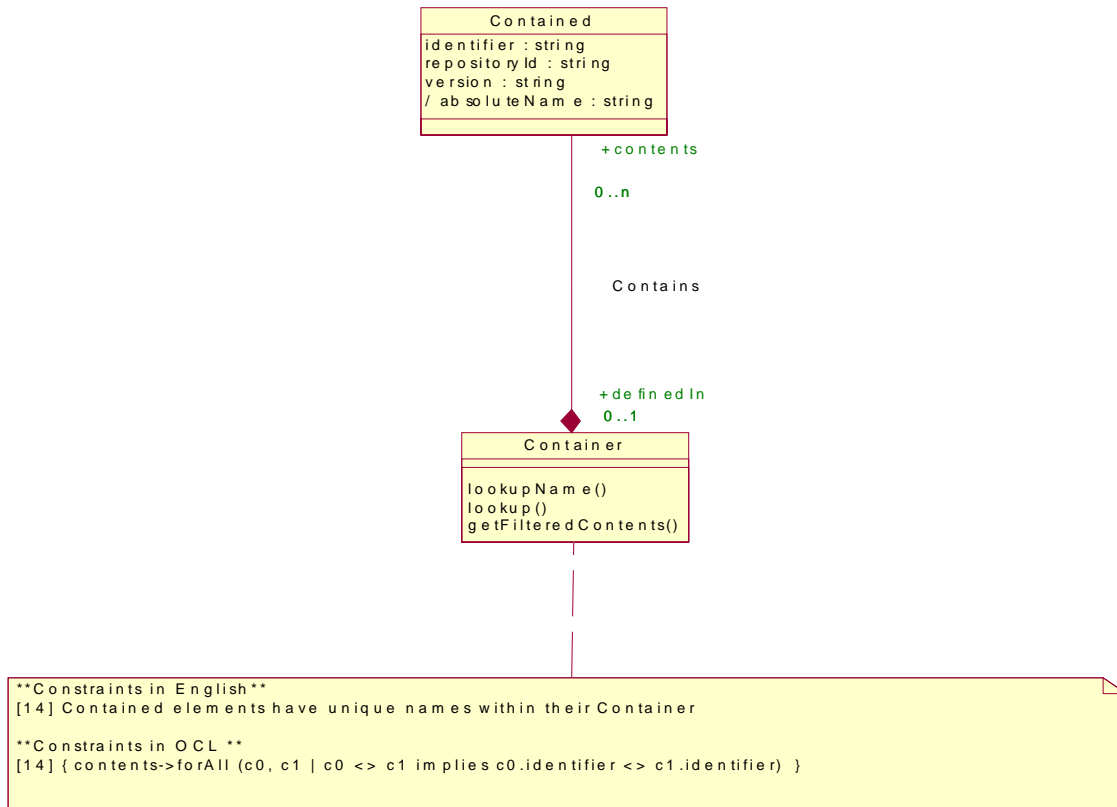 Contained
identifier : string
repositoryId : string
version : string
/ absoluteName : string
+contents
0..n
Contains
+definedIn
0..1
Container
lookupName()
lookup()
getFilteredContents()
**Constraints in English**
[14] Contained elements have unique names within their Container
**Constraints in OCL **
[14] { contents->forAll (c0, c1 | c0 <> c1 implies c0.identifier <> c1.identifier) }